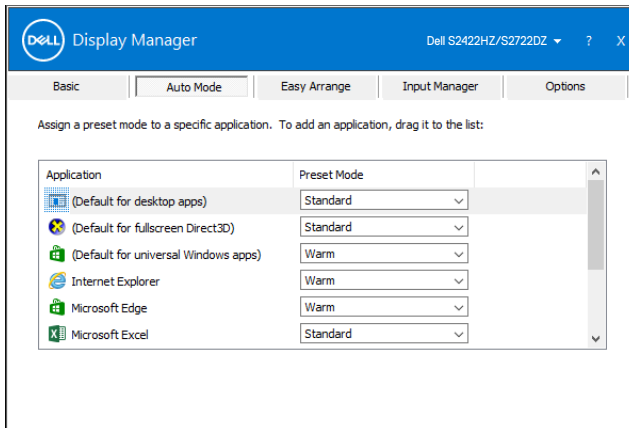 DELL Display Manager Dell S2422HZ/S2722DZ ? X
Basic Auto Mode Easy Arrange Input Manager Options
Assign a preset mode to a specific application. To add an application, drag it to the list:
Application Preset Mode
(Default for desktop apps) Standard
(Default for fullscreen Direct3D) Standard
(Default for universal Windows apps) Warm
Internet Explorer Warm
Microsoft Edge Warm
Microsoft Excel Standard